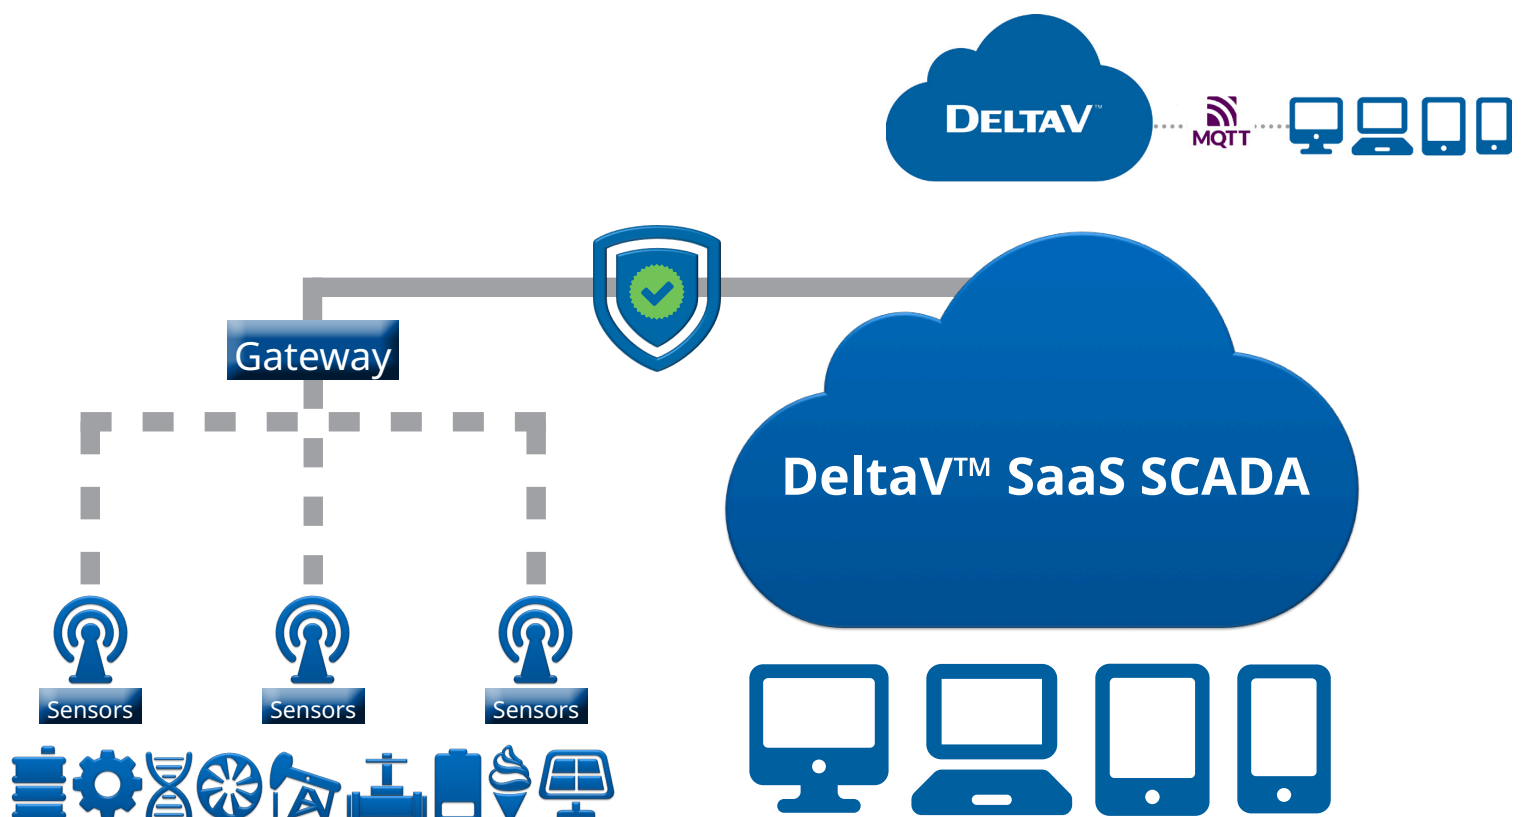 DELTAV™
MQTT
Gateway
DeltaV™ SaaS SCADA
Sensors
Sensors
Sensors